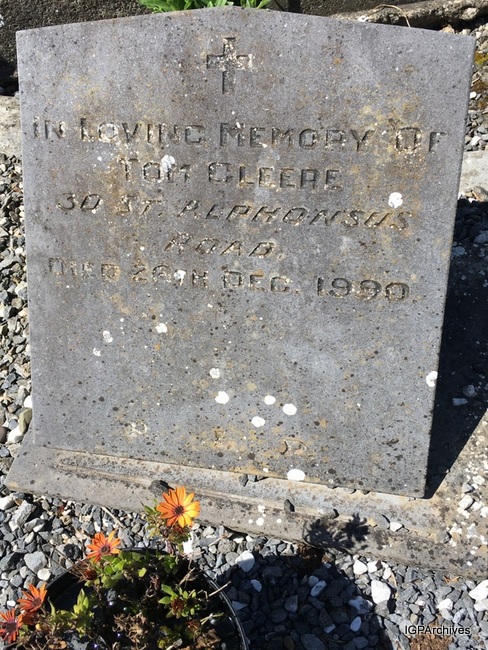 In Loving Memory Of
Tom Cleere
30 St. Alphonsus
Road.
Died 26th Dec. 1990
R I P
IGPArchives